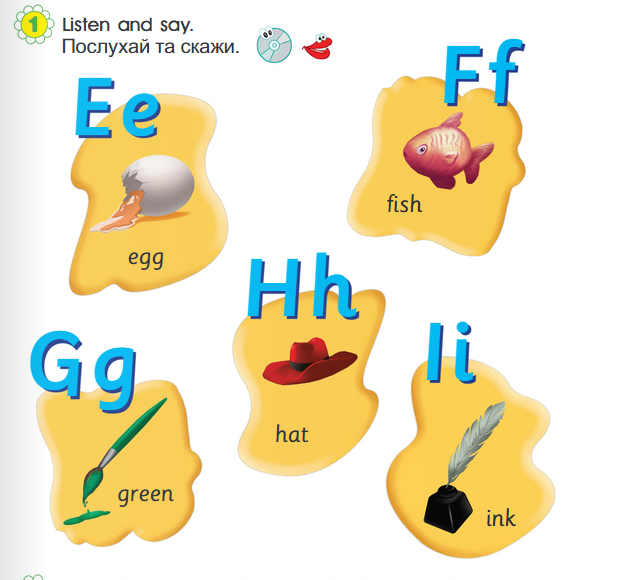 1 Listen and say.
Послухай та скажи.
Ee
egg
Ff
fish
Gg
green
Hh
hat
Ii
ink